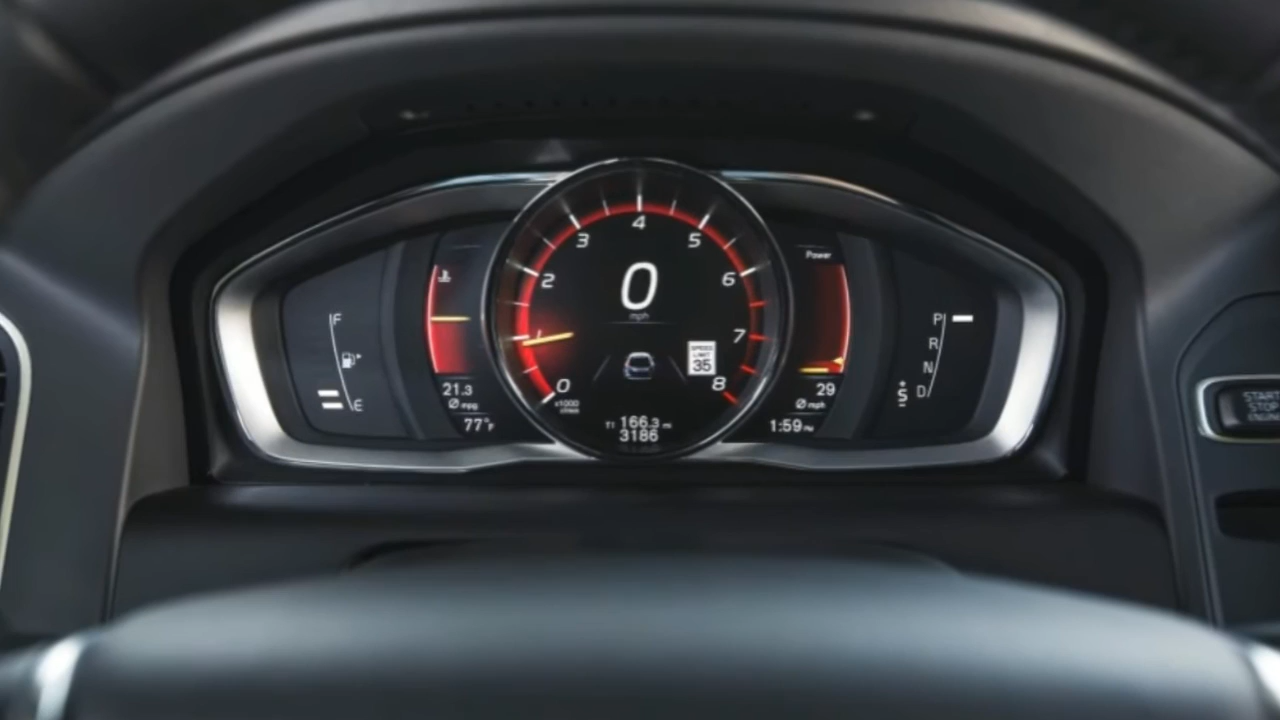 F
E
21.3
Ø mpg
77°F
0
1
2
3
4
5
6
7
8
x1000
r/min
0
mph
SPEED
LIMIT
35
T1 166.3 m
3186
Power
29
Ø mph
1:59 PM
P
R
N
D
+
S
-
START
STOP
ENGINE